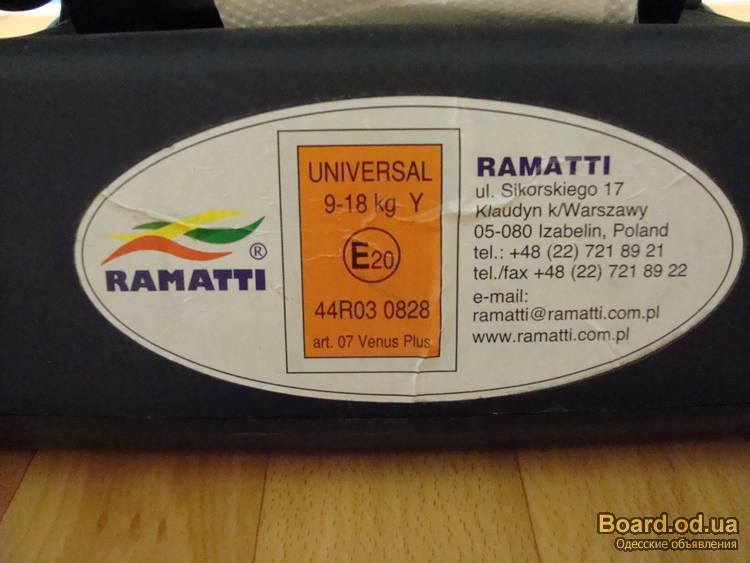 RAMATTI ®
UNIVERSAL
9-18 kg Y
E20
44R03 0828
art. 07 Venus Plus
RAMATTI
ul. Sikorskiego 17
Klaudyn k/Warszawy
05-080 Izabelin, Poland
tel.: +48 (22) 721 89 21
tel./fax +48 (22) 721 89 22
e-mail:
ramatti@ramatti.com.pl
www.ramatti.com.pl
Board.od.ua
Одесские объявления